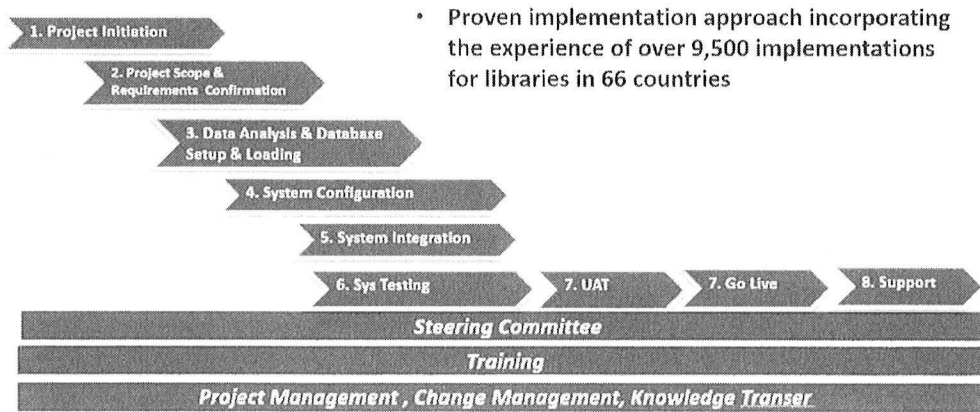 1. Project Initiation
• Proven implementation approach incorporating
the experience of over 9,500 implementations
for libraries in 66 countries
2. Project Scope &
Requirements Confirmation
3. Data Analysis & Database
Setup & Loading
4. System Configuration
5. System Integration
6. Sys Testing
7. UAT
7. Go Live
8. Support
Steering Committee
Training
Project Management , Change Management, Knowledge Transer